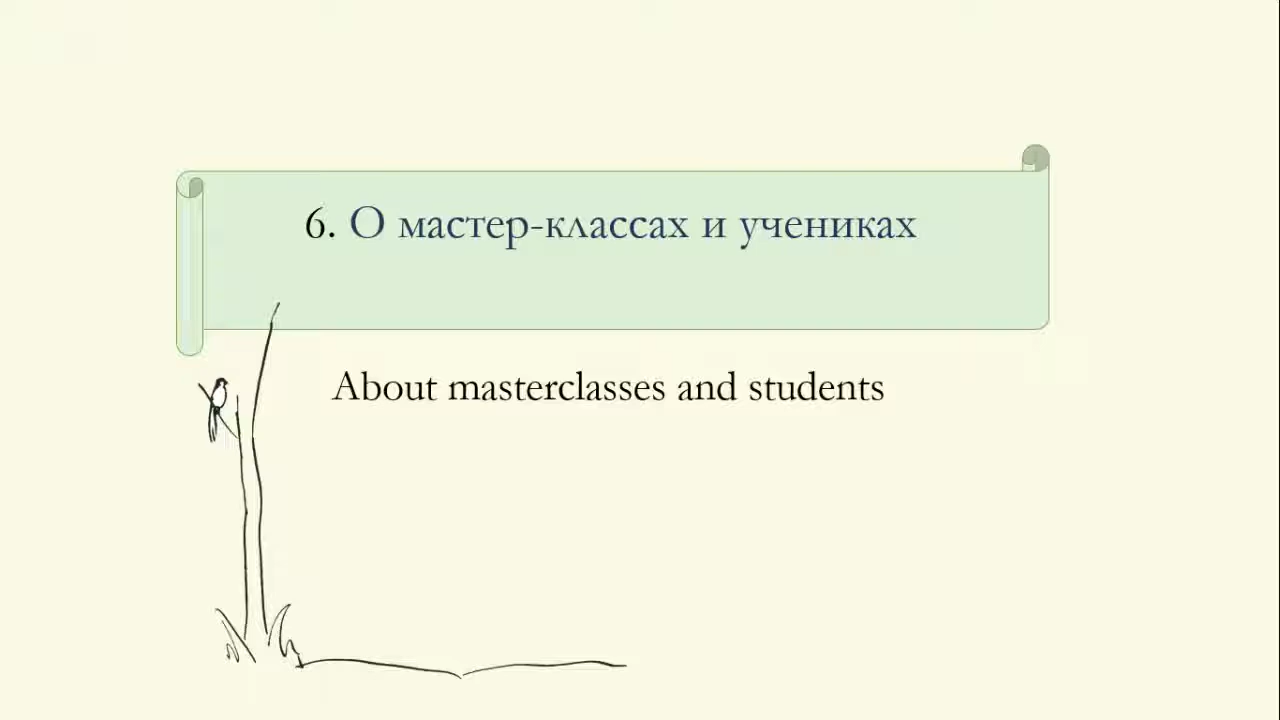 6. О мастер-классах и учениках
About masterclasses and students